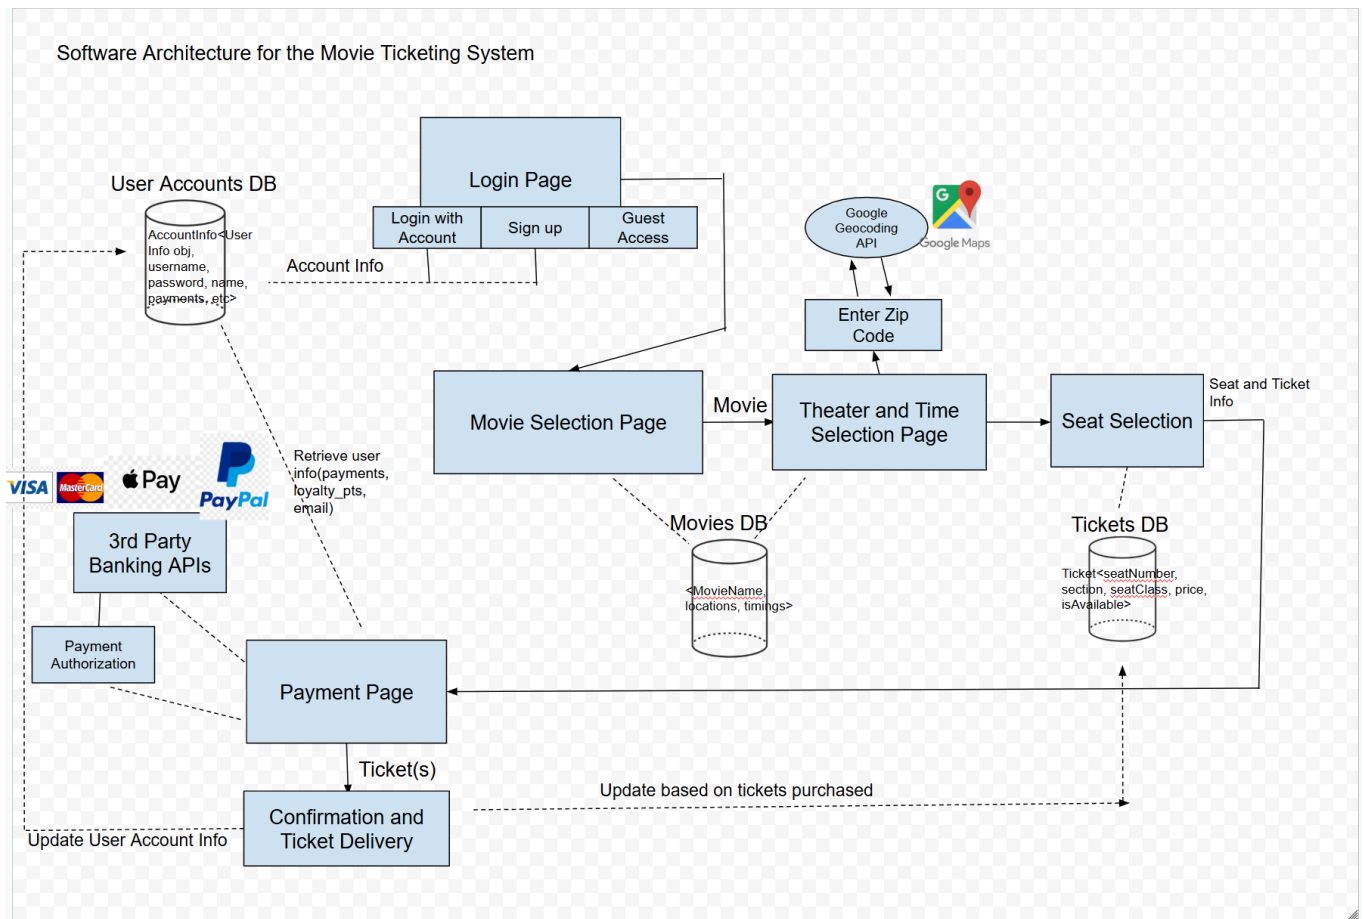 Software Architecture for the Movie Ticketing System
Login Page
Login with
Account
Sign up
Guest
Access
User Accounts DB
AccountInfo<User
Info obj,
username,
password, name,
payments, etc>
Account Info
Google
Geocoding
API
G
Google Maps
Enter Zip
Code
Movie Selection Page
Movie
Theater and Time
Selection Page
Seat Selection
Seat and Ticket
Info
Retrieve user
info(payments,
loyalty_pts,
email)
VISA
MasterCard
Pay
PayPal
3rd Party
Banking APIs
Payment
Authorization
Movies DB
<MovieName,
locations, timings>
Tickets DB
Ticket<seatNumber,
section, seatClass, price,
isAvailable>
Payment Page
Ticket(s)
Update based on tickets purchased
Confirmation and
Ticket Delivery
Update User Account Info